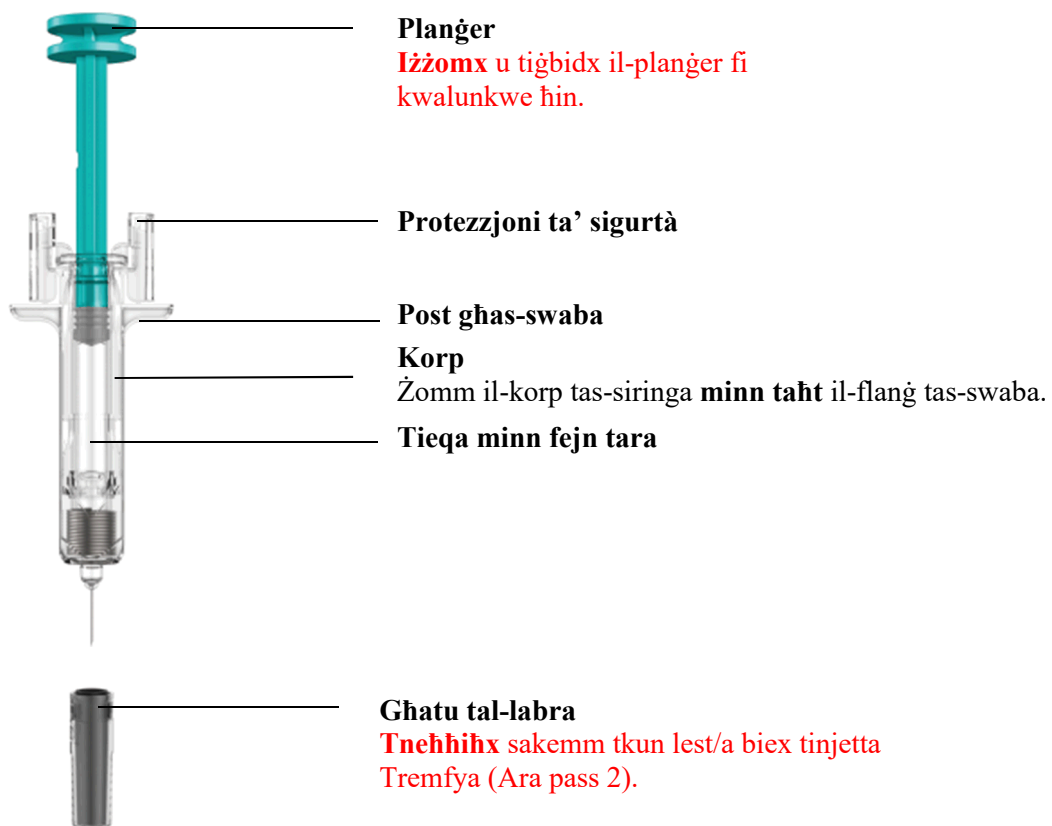 Planġer
Iżżomx u tiġbidx il-planġer fi
kwalunkwe ħin.
Protezzjoni ta’ sigurtà
Post għas-swaba
Korp
Żomm il-korp tas-siringa minn taħt il-flanġ tas-swaba.
Tieqa minn fejn tara
Għatu tal-labra
Tneħħihx sakemm tkun lest/a biex tinjetta
Tremfya (Ara pass 2).